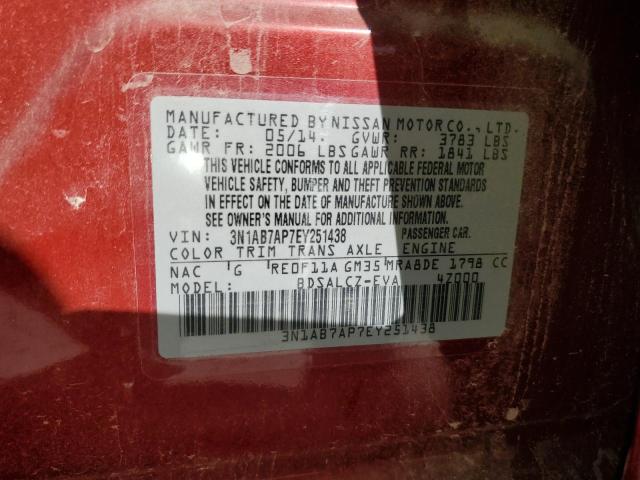 MANUFACTURED BY NISSAN MOTOR CO., LTD.
DATE: 05/14 GVWR: 3783 LBS
GAWR FR: 2006 LBS GAWR RR: 1841 LBS
THIS VEHICLE CONFORMS TO ALL APPLICABLE FEDERAL MOTOR
VEHICLE SAFETY, BUMPER AND THEFT PREVENTION STANDARDS
IN EFFECT ON THE DATE OF MANUFACTURE SHOWN ABOVE.
SEE OWNER'S MANUAL FOR ADDITIONAL INFORMATION.
VIN: 3N1AB7AP7EY251438 PASSENGER CAR.
COLOR TRIM TRANS AXLE ENGINE
NAC G RE0F11A GM35 MRA8DE 1798 CC
MODEL: BDSALCZ-EVA 4Z000
3N1AB7AP7EY251438